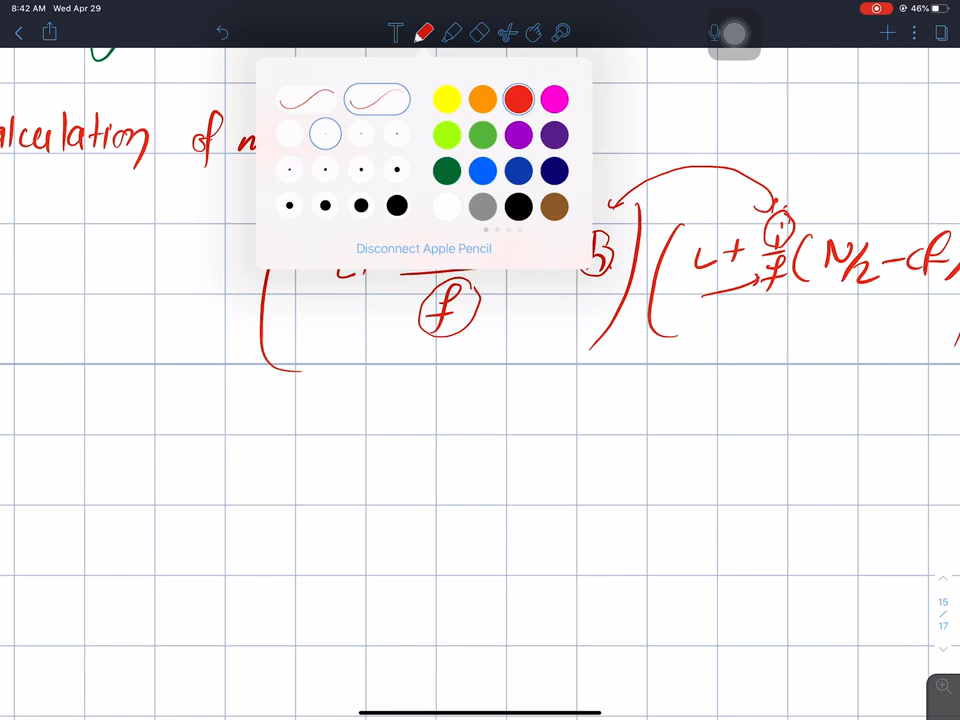 8:42 AM Wed Apr 29
46%
T
alculation of
Disconnect Apple Pencil
( f ) ( L + i/f ( N/2 - cf
15
/
17